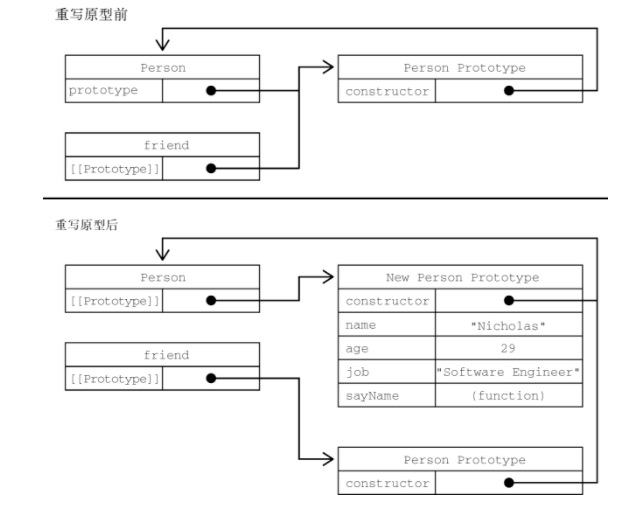 重写原型前
Person
prototype
Person Prototype
constructor
friend
[[Prototype]]
重写原型后
Person
[[Prototype]]
New Person Prototype
constructor
name "Nicholas"
age 29
job "Software Engineer"
sayName (function)
friend
[[Prototype]]
Person Prototype
constructor